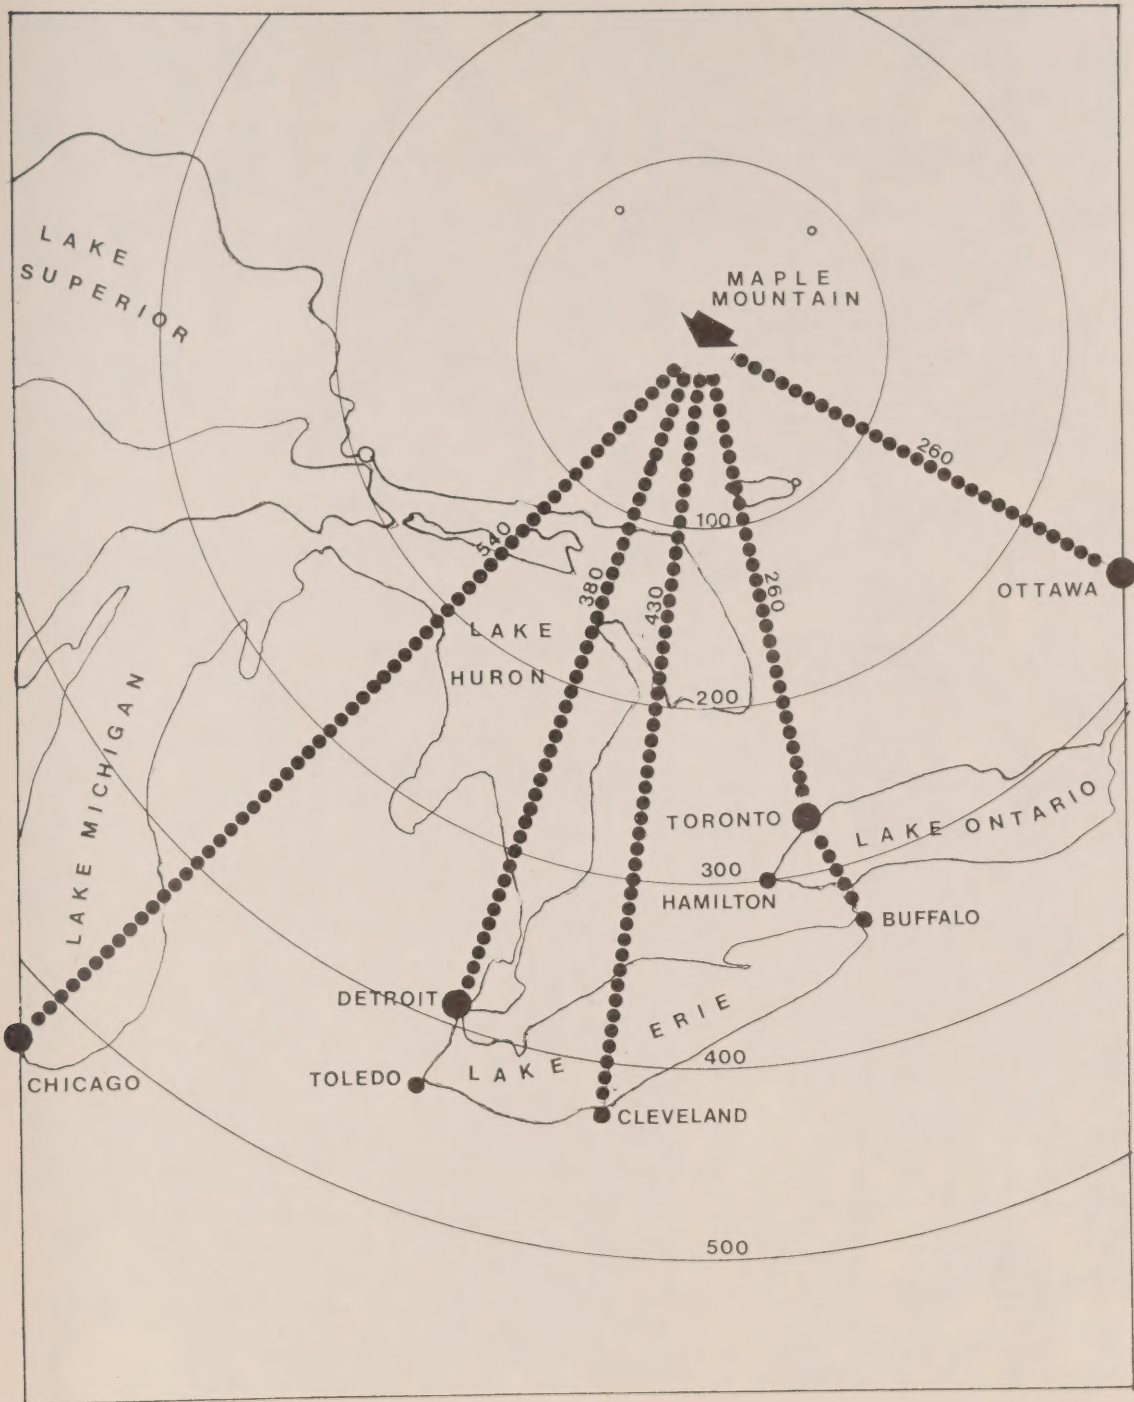 LAKE
SUPERIOR
MAPLE
MOUNTAIN
260
100
OTTAWA
540
380
430
260
LAKE
HURON
200
LAKE MICHIGAN
TORONTO
LAKE ONTARIO
300
HAMILTON
BUFFALO
DETROIT
LAKE ERIE
400
TOLEDO
CHICAGO
CLEVELAND
500